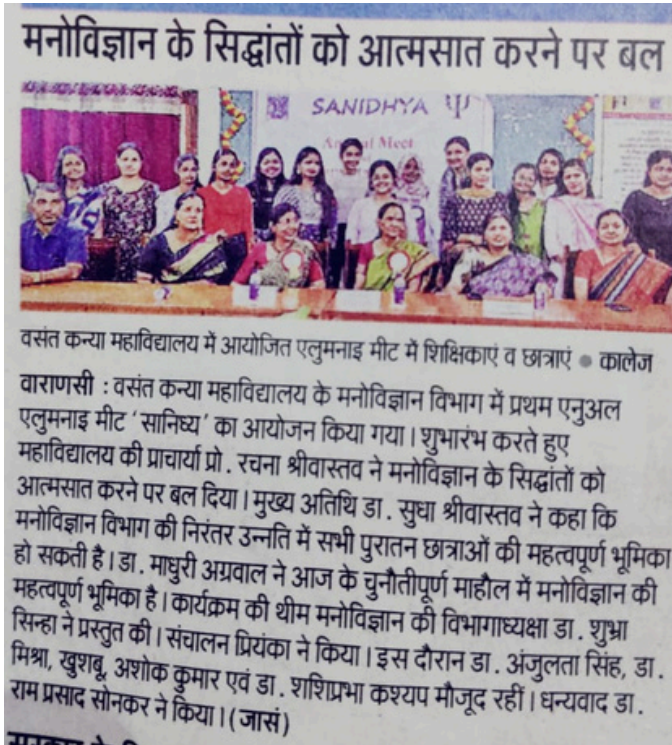 मनोविज्ञान के सिद्धांतों को आत्मसात करने पर बल
SANIDHYA Ψ
Annual Meet
वसंत कन्या महाविद्यालय में आयोजित एलुमनाइ मीट में शिक्षिकाएं व छात्राएं ● कालेज
वाराणसी : वसंत कन्या महाविद्यालय के मनोविज्ञान विभाग में प्रथम एनुअल
एलुमनाइ मीट ‘सानिध्य’ का आयोजन किया गया। शुभारंभ करते हुए
महाविद्यालय की प्राचार्या प्रो. रचना श्रीवास्तव ने मनोविज्ञान के सिद्धांतों को
आत्मसात करने पर बल दिया। मुख्य अतिथि डा. सुधा श्रीवास्तव ने कहा कि
मनोविज्ञान विभाग की निरंतर उन्नति में सभी पुरातन छात्राओं की महत्वपूर्ण भूमिका
हो सकती है। डा. माधुरी अग्रवाल ने आज के चुनौतीपूर्ण माहौल में मनोविज्ञान की
महत्वपूर्ण भूमिका है। कार्यक्रम की थीम मनोविज्ञान की विभागाध्यक्षा डा. शुभ्रा
सिन्हा ने प्रस्तुत की। संचालन प्रियंका ने किया। इस दौरान डा. अंजुलता सिंह, डा.
मिश्रा, खुशबू, अशोक कुमार एवं डा. शशिप्रभा कश्यप मौजूद रहीं। धन्यवाद डा.
राम प्रसाद सोनकर ने किया। (जासं)